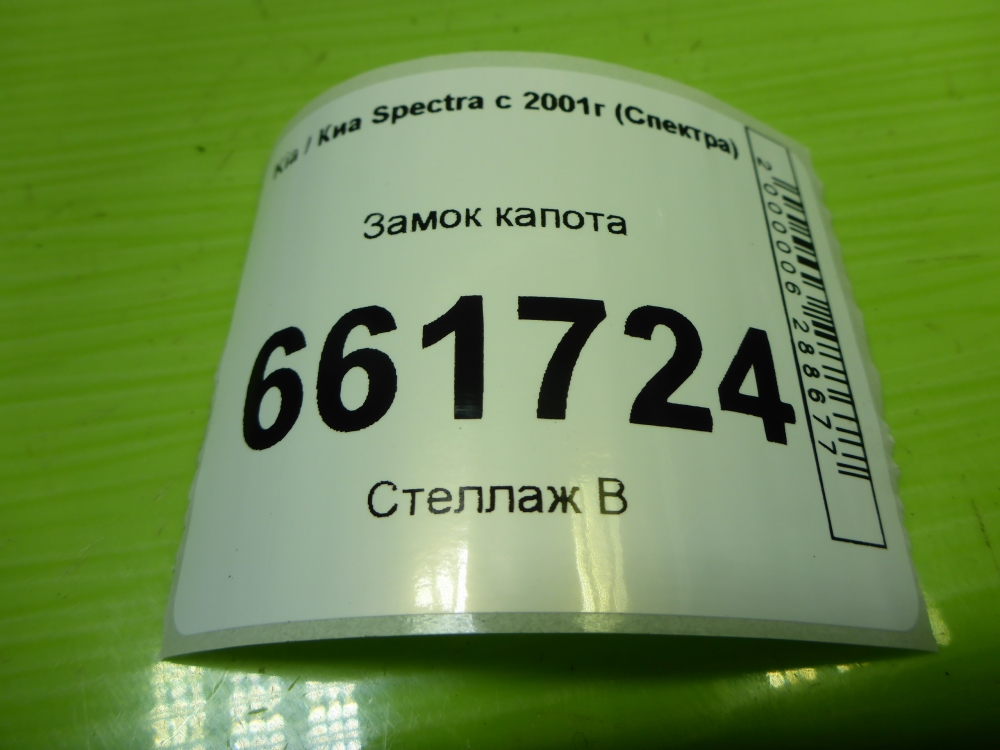 Kia / Киа Spectra с 2001г (Спектра)
Замок капота
661724
Стеллаж В
2000006288677